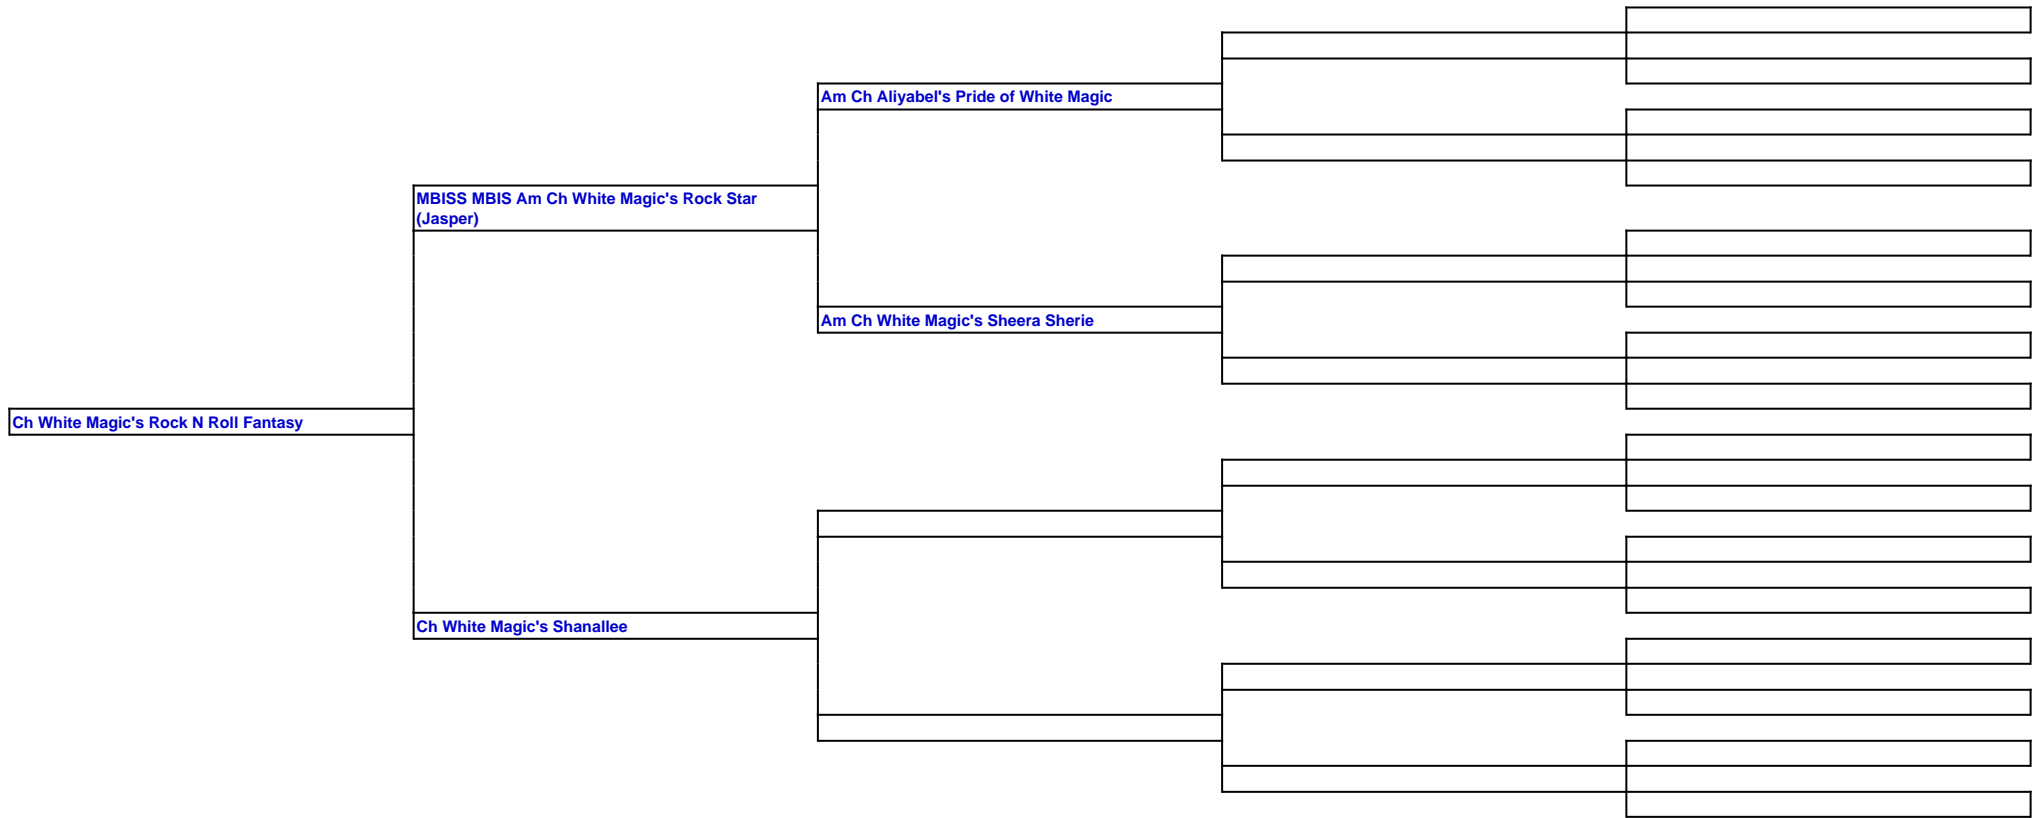 Am Ch Aliyabel's Pride of White Magic
MBISS MBIS Am Ch White Magic's Rock Star
(Jasper)
Am Ch White Magic's Sheera Sherie
Ch White Magic's Rock N Roll Fantasy
Ch White Magic's Shanallee